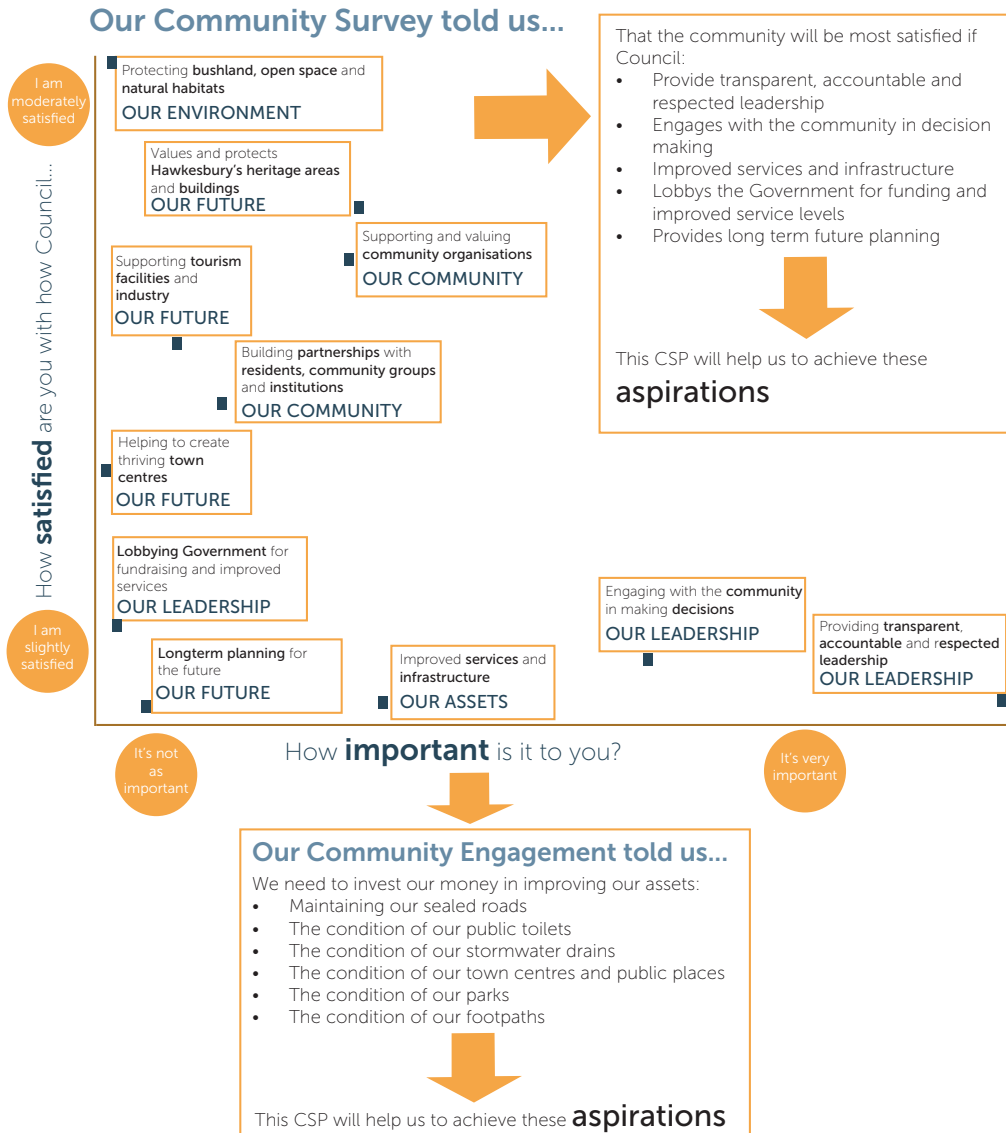 Our Community Survey told us...
I am
moderately
satisfied
How satisfied are you with how Council...
I am
slightly
satisfied
Protecting bushland, open space and
natural habitats
OUR ENVIRONMENT
Values and protects
Hawkesbury's heritage areas
and buildings
OUR FUTURE
Supporting and valuing
community organisations
OUR COMMUNITY
Supporting tourism
facilities and
industry
OUR FUTURE
Building partnerships with
residents, community groups
and institutions
OUR COMMUNITY
Helping to create
thriving town
centres
OUR FUTURE
Lobbying Government for
fundraising and improved
services
OUR LEADERSHIP
Longterm planning for
the future
OUR FUTURE
Improved services and
infrastructure
OUR ASSETS
Engaging with the community
in making decisions
OUR LEADERSHIP
Providing transparent,
accountable and respected
leadership
OUR LEADERSHIP
That the community will be most satisfied if
Council:
• Provide transparent, accountable and
respected leadership
• Engages with the community in decision
making
• Improved services and infrastructure
• Lobbys the Government for funding and
improved service levels
• Provides long term future planning
This CSP will help us to achieve these
aspirations
It's not
as
important
How important is it to you?
It's very
important
Our Community Engagement told us...
We need to invest our money in improving our assets:
• Maintaining our sealed roads
• The condition of our public toilets
• The condition of our stormwater drains
• The condition of our town centres and public places
• The condition of our parks
• The condition of our footpaths
This CSP will help us to achieve these aspirations